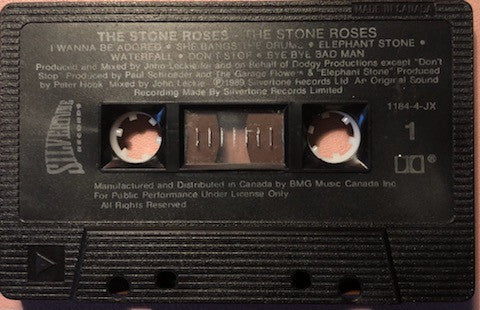 MADE IN CANADA
THE STONE ROSES - THE STONE ROSES
I WANNA BE ADORED • SHE BANGS THE DRUMS • ELEPHANT STONE •
WATERFALL • DON'T STOP • BYE BYE BAD MAN
Produced and Mixed by John Leckie for and on Behalf of Dodgy Productions except "Don't
Stop" Produced by Paul Schroeder and The Garage Flowers & "Elephant Stone" Produced
by Peter Hook Mixed by John Leckie ℗1989 Silvertone Records Ltd. An Original Sound
Recording Made By Silvertone Records Limited
1184-4-JX
SILVERTONE
RECORDS
1
Manufactured and Distributed in Canada by BMG Music Canada Inc.
For Public Performance Under License Only
All Rights Reserved